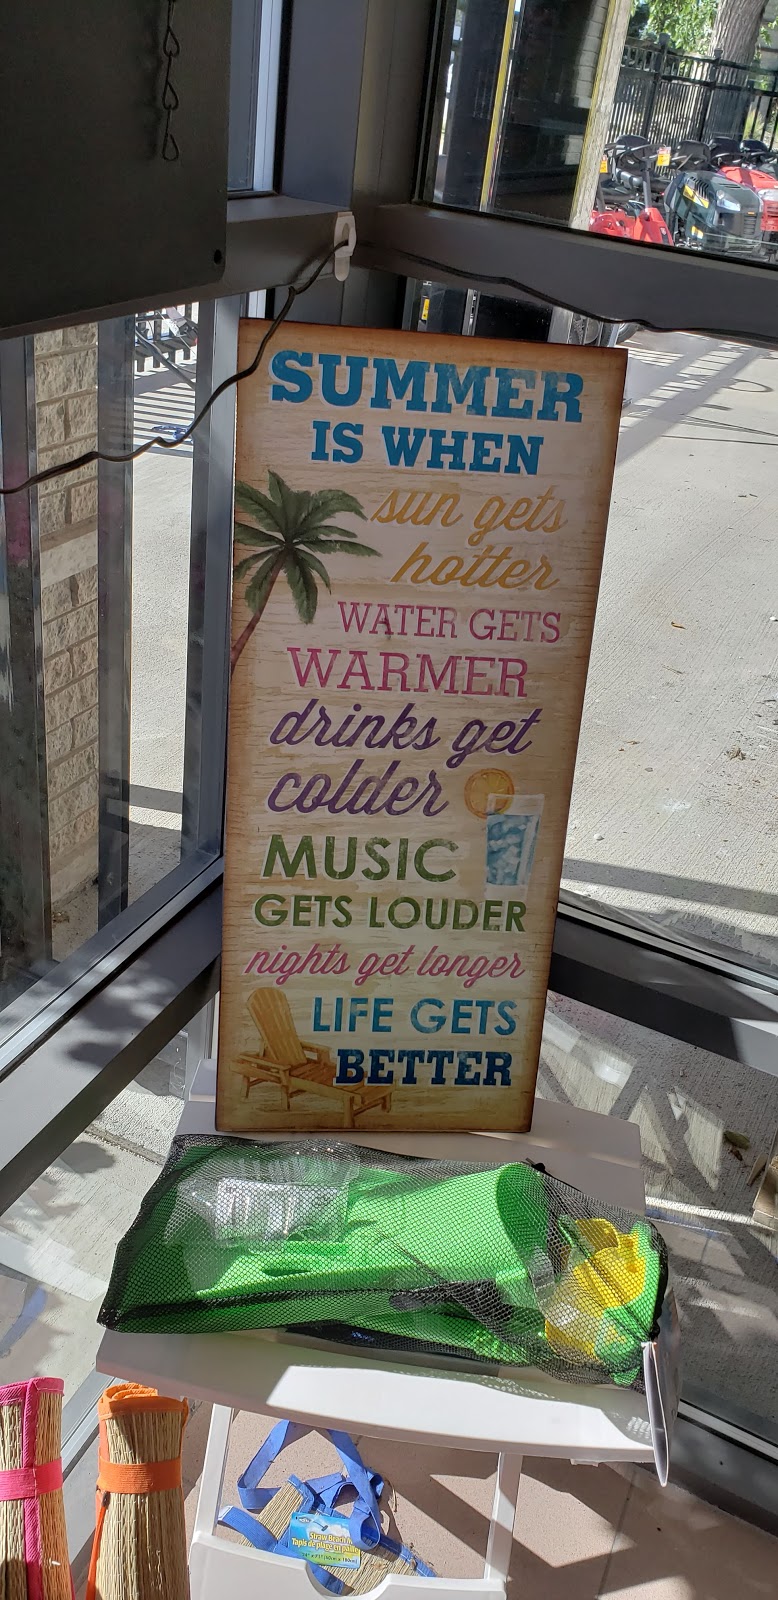 SUMMER
IS WHEN
sun gets
hotter
WATER GETS
WARMER
drinks get
colder
MUSIC
GETS LOUDER
nights get longer
LIFE GETS
BETTER
Straw Beach
Tapis de plage en paille